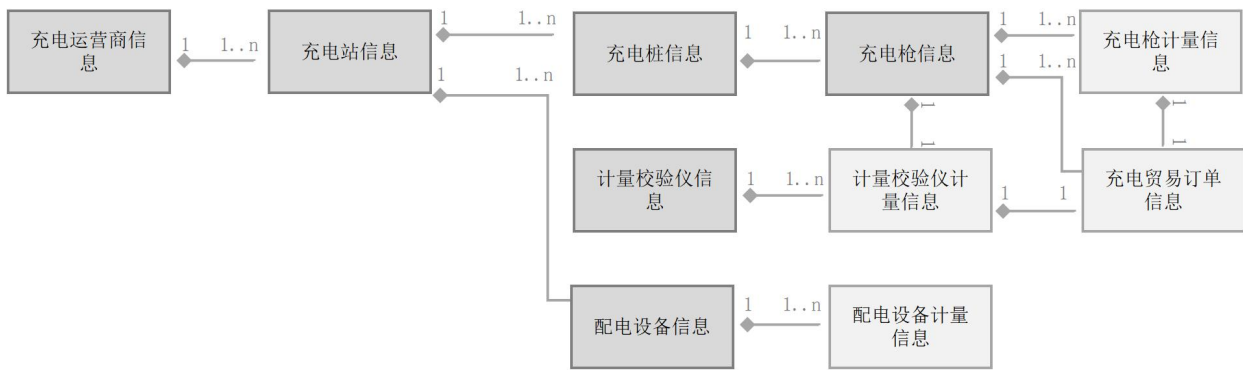 充电运营商信
息
1
1..n
充电站信息
1
1..n
1
1..n
充电桩信息
1
1..n
充电枪信息
1
1..n
1
1..n
充电枪计量信
息
1
1
1
1
计量校验仪信
息
1
1..n
计量校验仪计
量信息
1
1
充电贸易订单
信息
配电设备信息
1
1..n
配电设备计量
信息